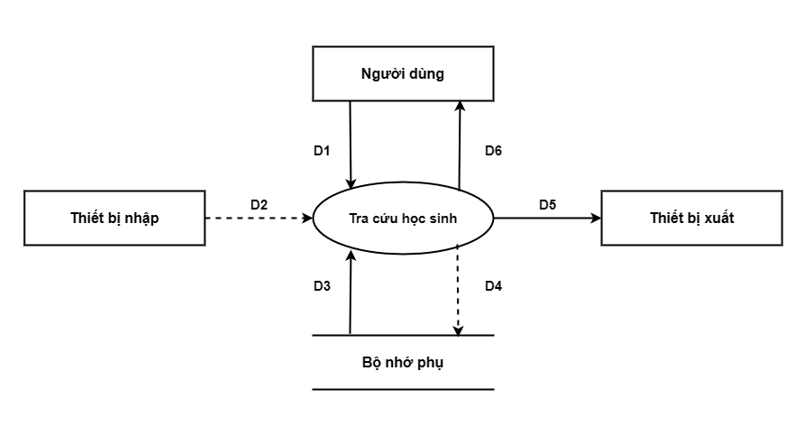 Người dùng
D1
D6
Thiết bị nhập
D2
Tra cứu học sinh
D5
Thiết bị xuất
D3
D4
Bộ nhớ phụ